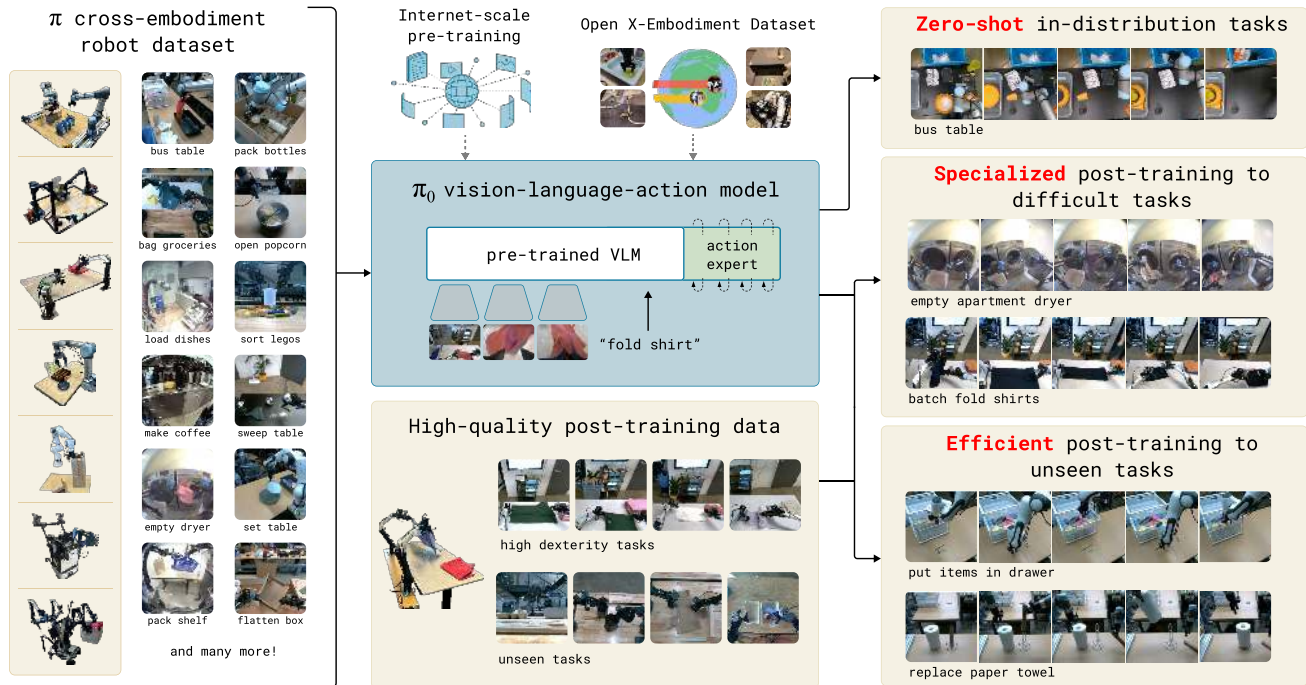 π cross-embodiment
robot dataset
bus table
pack bottles
bag groceries
open popcorn
load dishes
sort legos
make coffee
sweep table
empty dryer
set table
pack shelf
flatten box
and many more!
Internet-scale
pre-training
Open X-Embodiment Dataset
π₀ vision-language-action model
pre-trained VLM
action
expert
“fold shirt”
High-quality post-training data
high dexterity tasks
unseen tasks
Zero-shot in-distribution tasks
bus table
Specialized post-training to
difficult tasks
empty apartment dryer
batch fold shirts
Efficient post-training to
unseen tasks
put items in drawer
replace paper towel